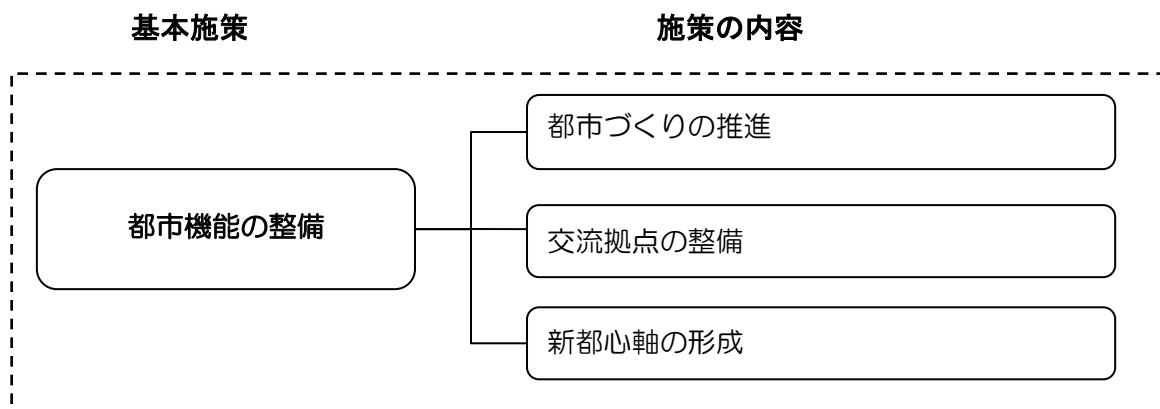 基本施策 施策の内容
都市づくりの推進
都市機能の整備
交流拠点の整備
新都心軸の形成